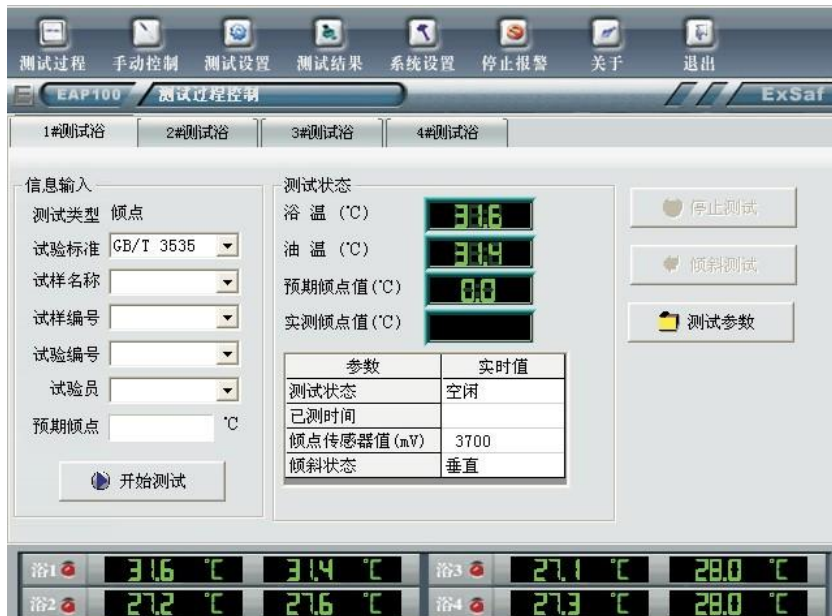 测试过程 手动控制 测试设置 测试结果 系统设置 停止报警 关于 退出
EAP100 测试过程控制 ExSaf
1#测试浴 2#测试浴 3#测试浴 4#测试浴
信息输入
测试类型 倾点
试验标准 GB/T 3535
试样名称
试样编号
试验编号
试验员
预期倾点 ℃
开始测试
测试状态
浴 温 (℃) 31.6
油 温 (℃) 31.4
预期倾点值(℃) 0.0
实测倾点值(℃)
参数 实时值
测试状态 空闲
已测时间
倾点传感器值(mV) 3700
倾斜状态 垂直
停止测试
倾斜测试
测试参数
浴1 31.6 ℃ 31.4 ℃ 浴3 27.1 ℃ 28.0 ℃
浴2 27.2 ℃ 27.6 ℃ 浴4 27.3 ℃ 28.0 ℃